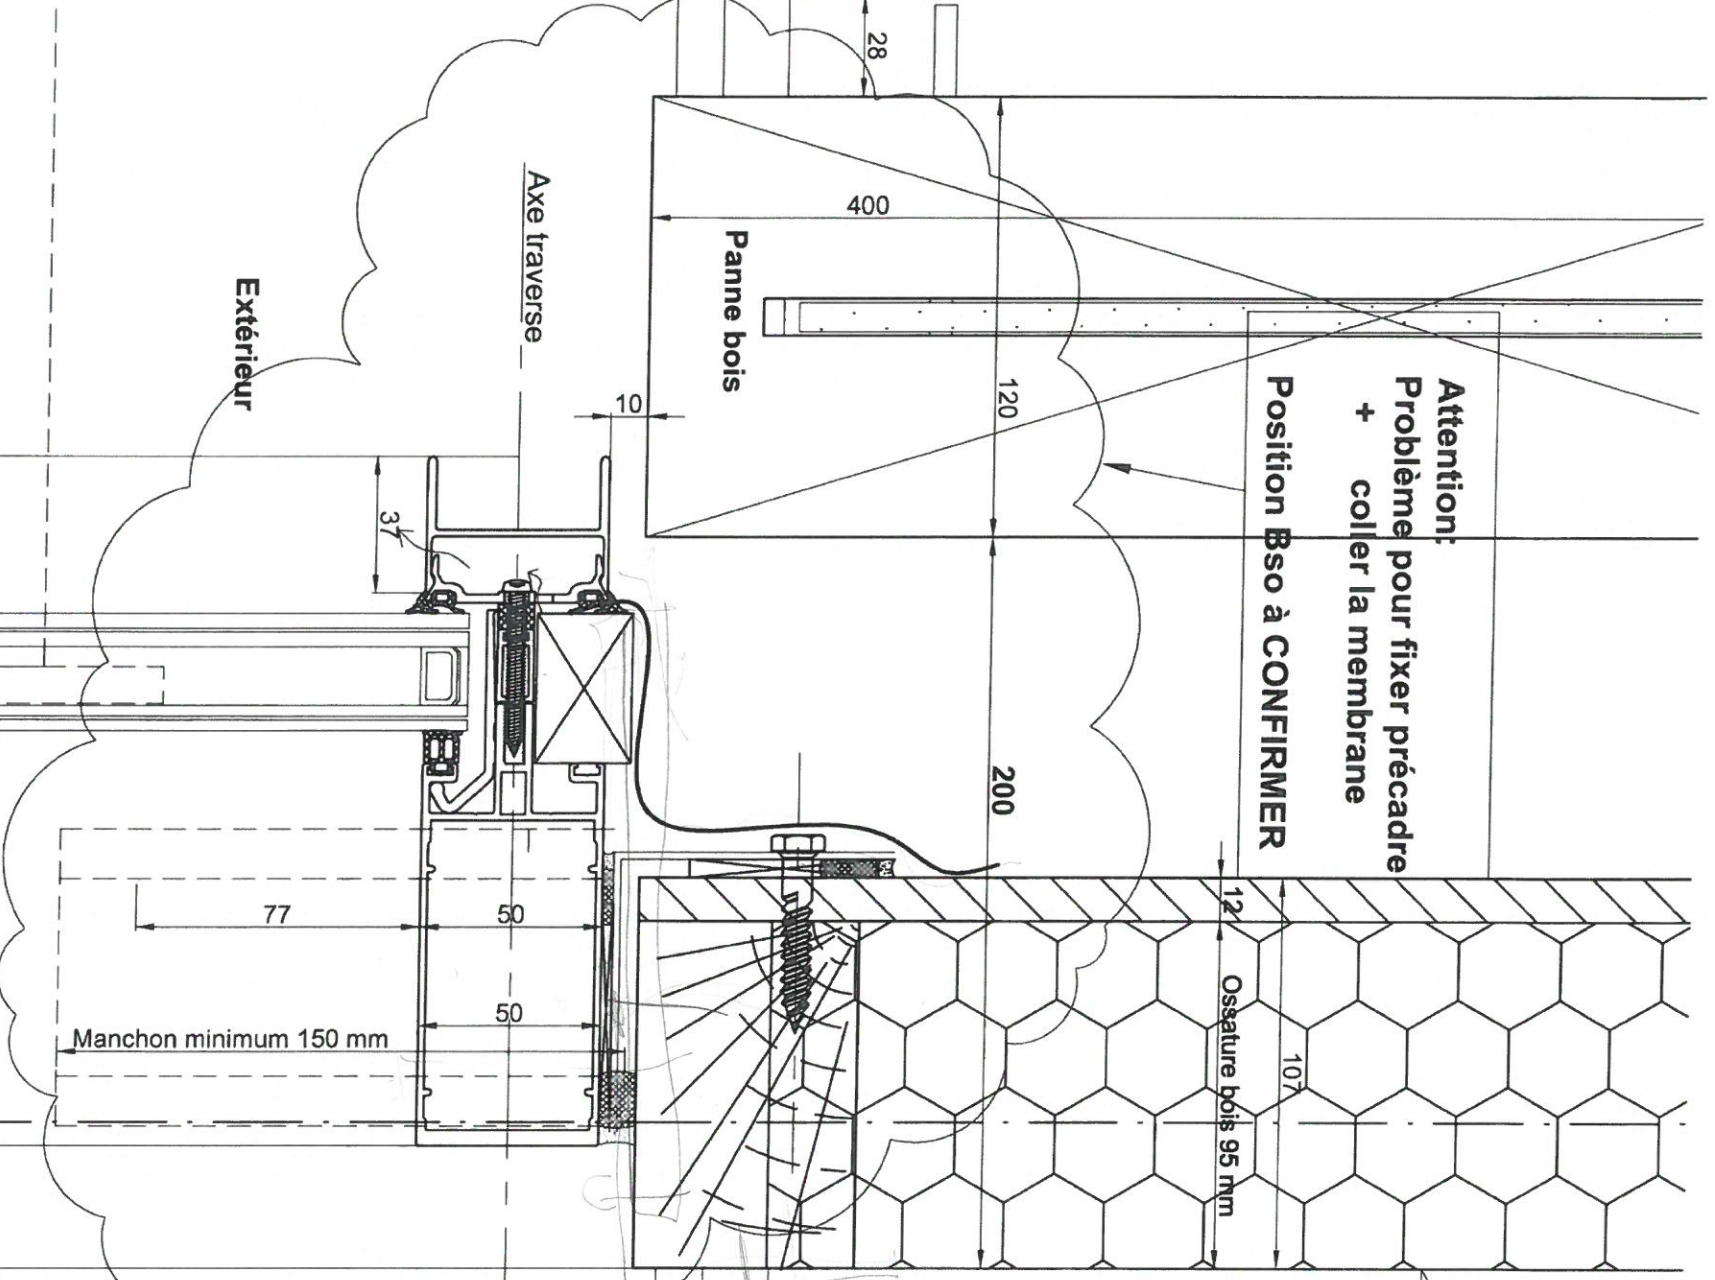 28
400
120
10
37
200
12
107
77
50
50
Axe traverse
Extérieur
Panne bois
Attention:
Problème pour fixer précadre
+ coller la membrane
Position Bso à CONFIRMER
Ossature bois 95 mm
Manchon minimum 150 mm